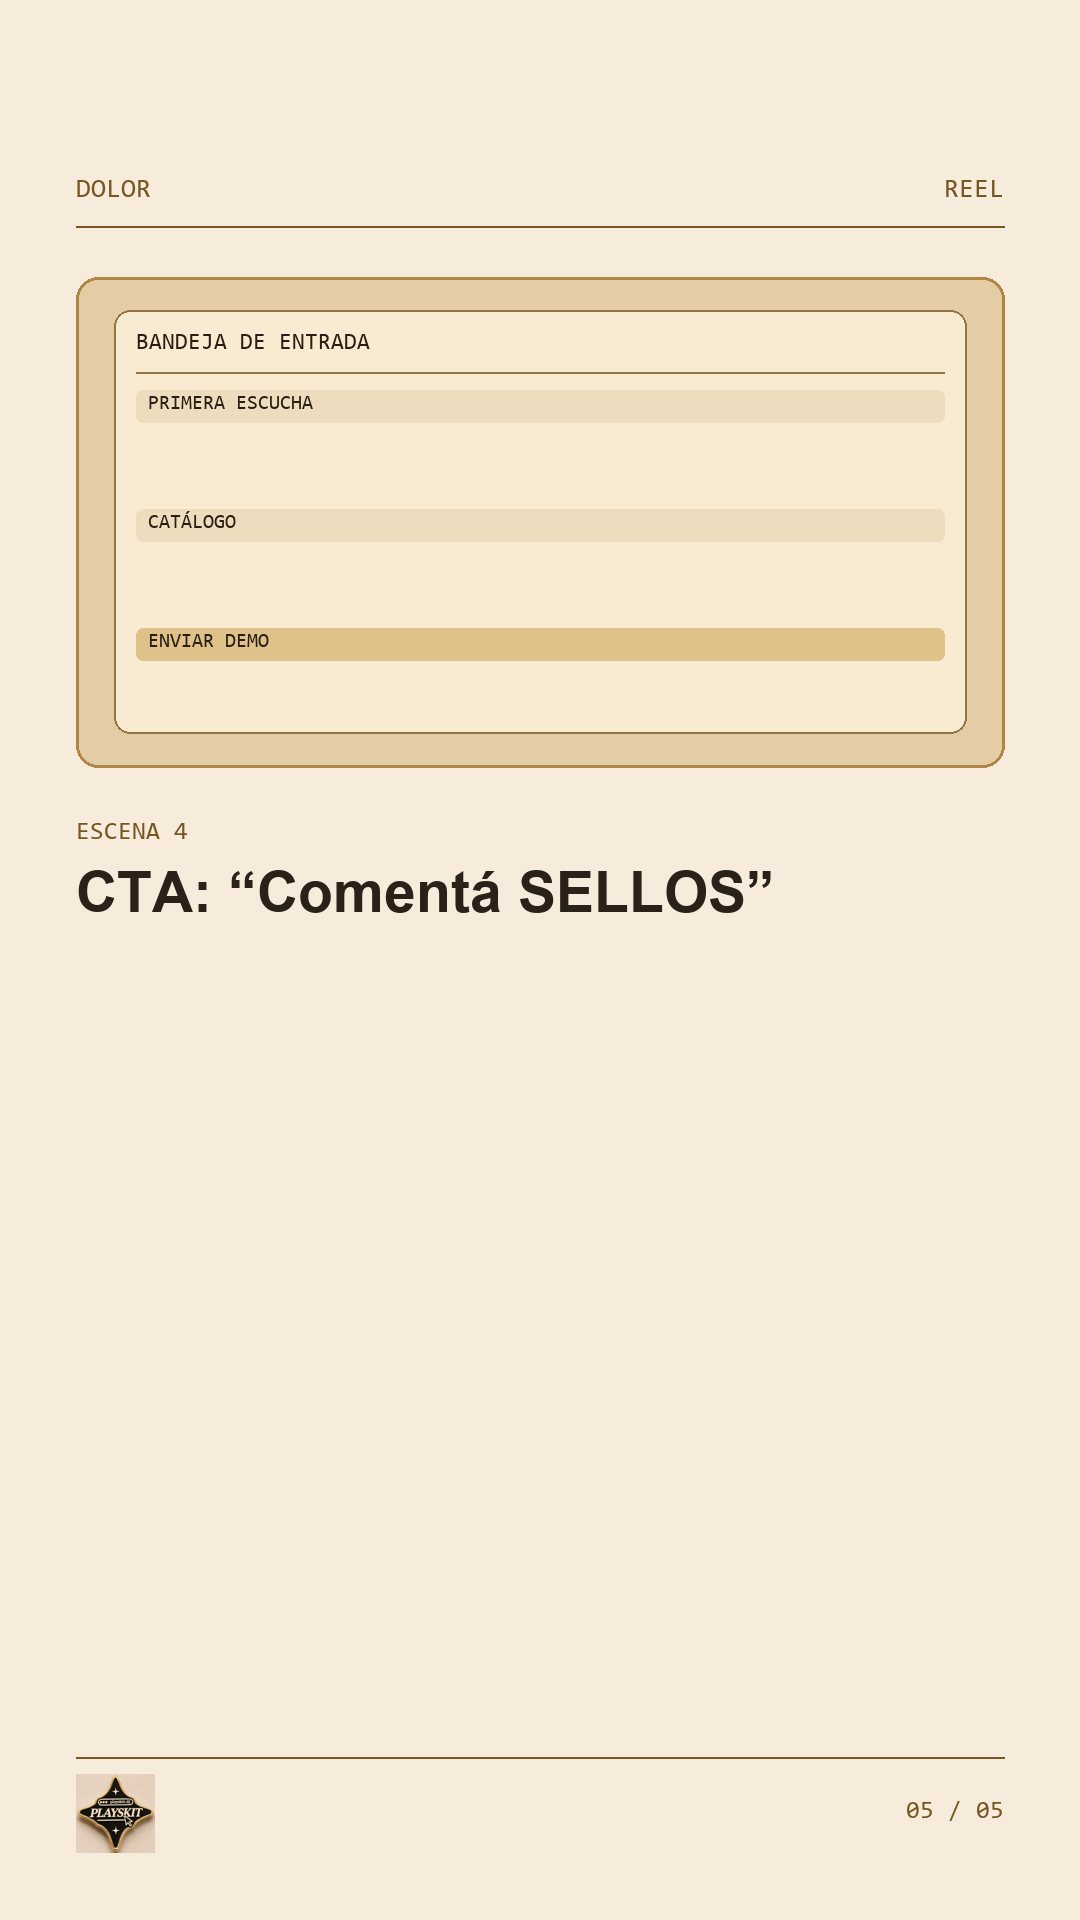 DOLOR
REEL
BANDEJA DE ENTRADA
PRIMERA ESCUCHA
CATÁLOGO
ENVIAR DEMO
ESCENA 4
CTA: “Comentá SELLOS”
PLAYSKIT
05 / 05